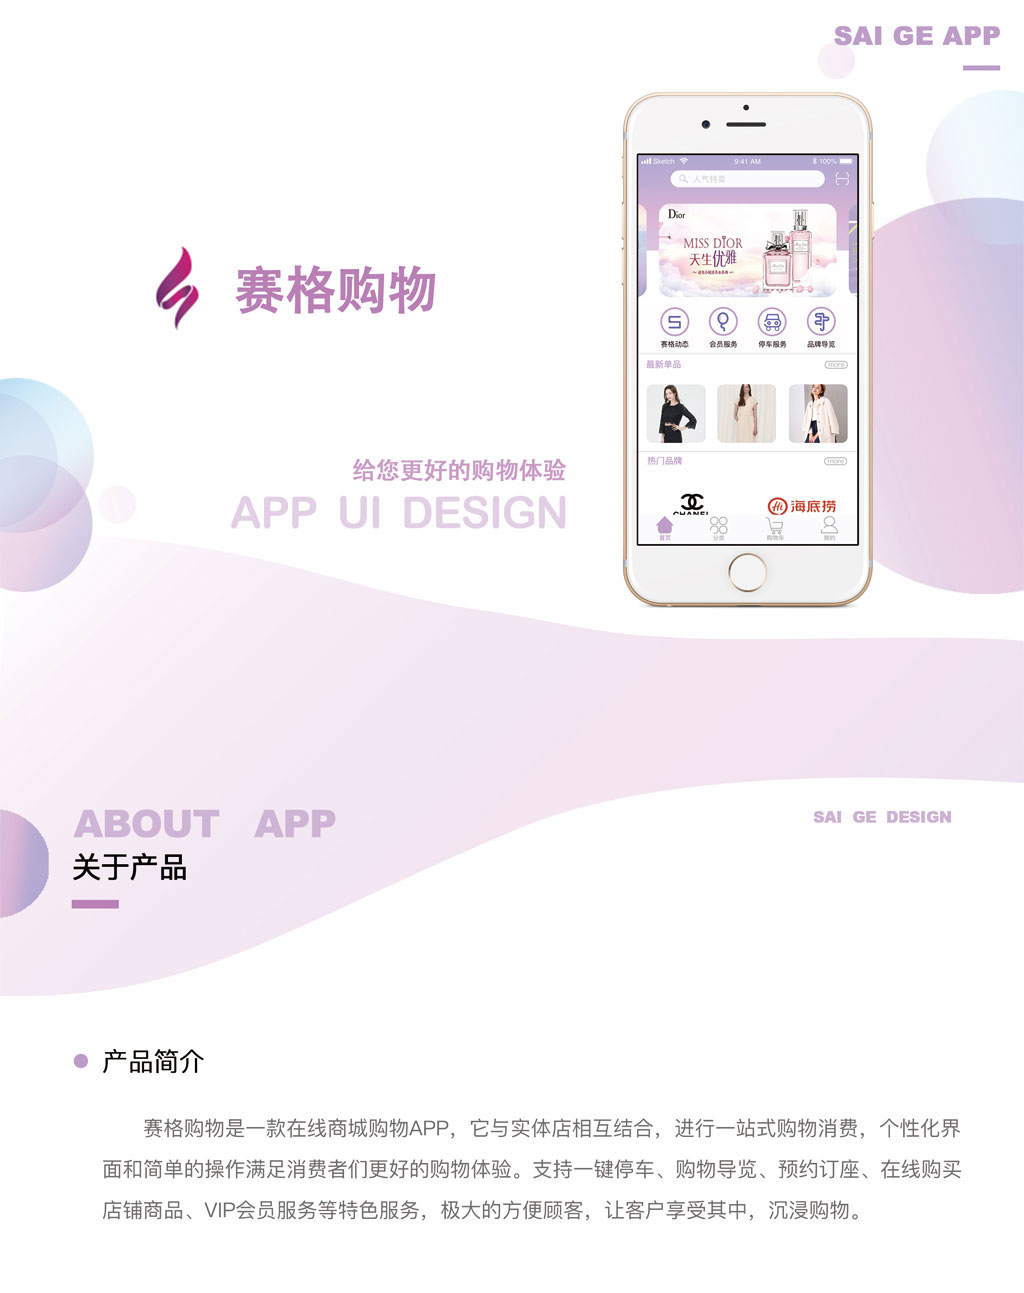 SAI GE APP
Sketch 9:41 AM 100%
人气特卖
Dior
MISS DIOR
天生优雅
赛格动态 会员服务 停车服务 品牌导览
最新单品 more
热门品牌 more
CHANEL
Hi 海底捞
首页 分类 购物车 我的
赛格购物
给您更好的购物体验
APP UI DESIGN
ABOUT APP
关于产品
SAI GE DESIGN
产品简介
赛格购物是一款在线商城购物APP，它与实体店相互结合，进行一站式购物消费，个性化界
面和简单的操作满足消费者们更好的购物体验。支持一键停车、购物导览、预约订座、在线购买
店铺商品、VIP会员服务等特色服务，极大的方便顾客，让客户享受其中，沉浸购物。